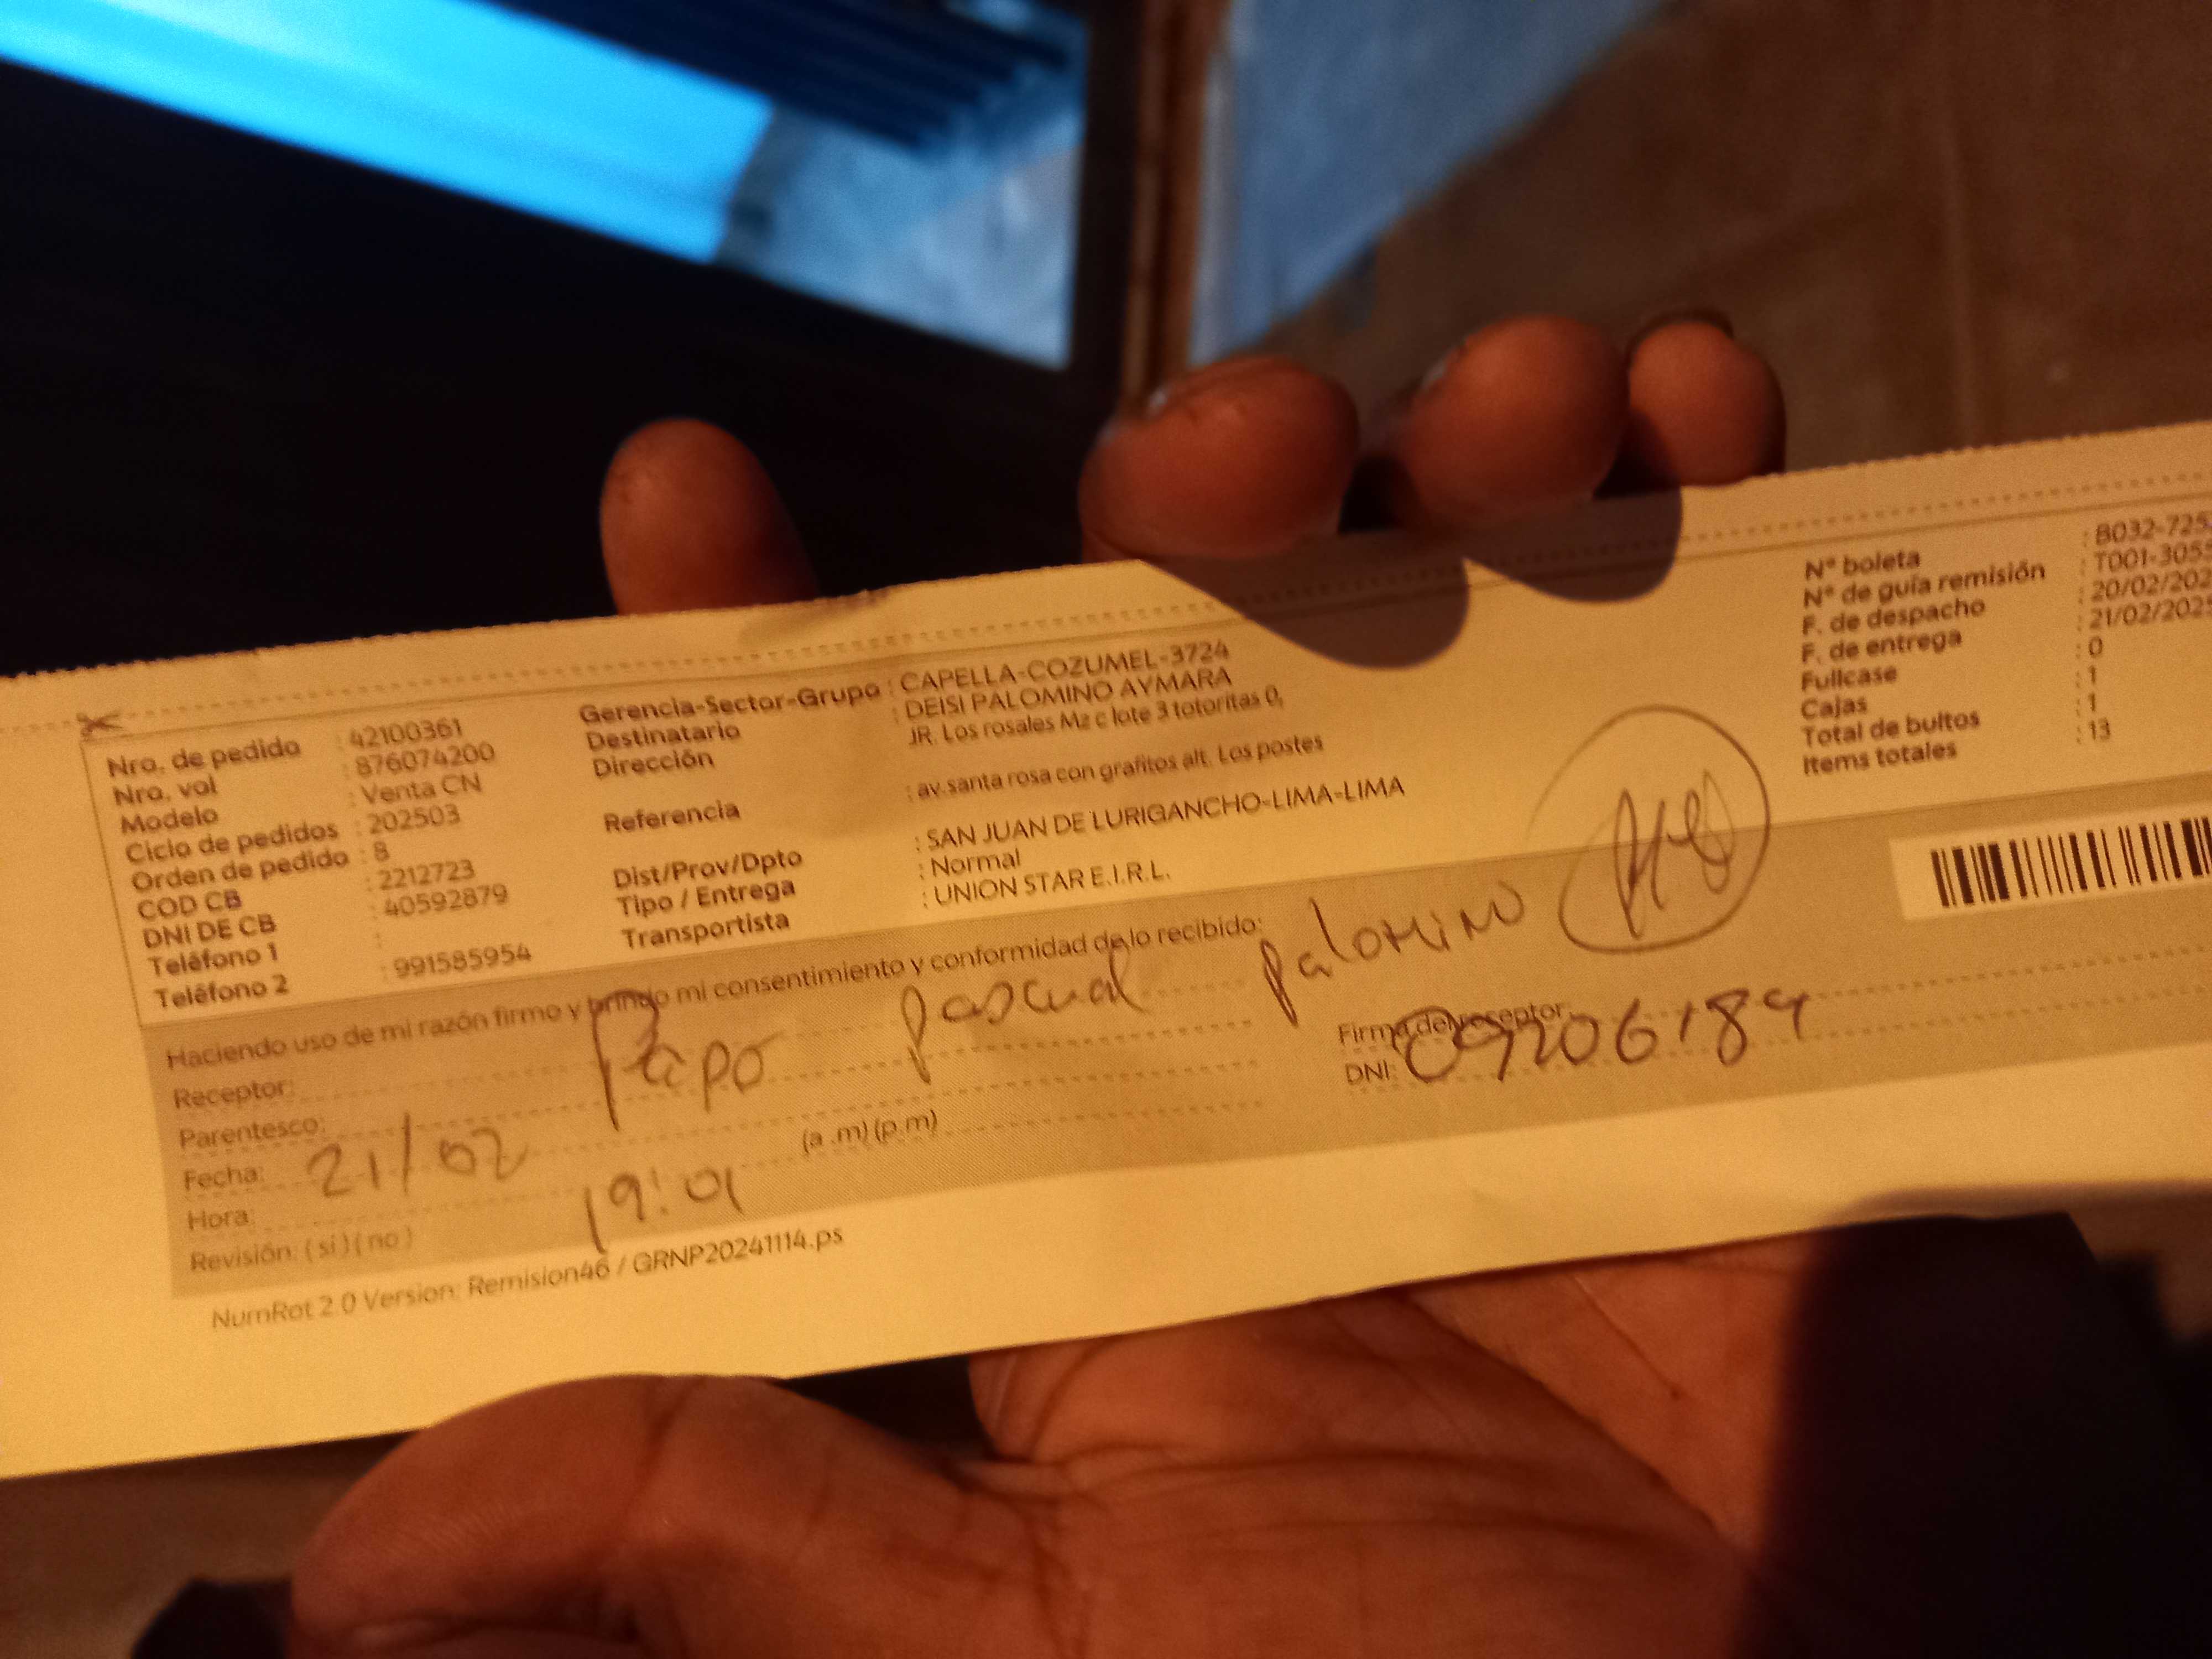 Nro. de pedido : 42100361
Nro. val : 876074200
Modelo : Venta CN
Ciclo de pedidos : 202503
Orden de pedido : 8
COD CB : 2212723
DNI DE CB : 40592879
Teléfono 1 :
Teléfono 2 : 991585954
Gerencia-Sector-Grupo : CAPELLA-COZUMEL-3724
Destinatario : DEISI PALOMINO AYMARA
Dirección JR. Los rosales Mz c lote 3 totoritas 0,
Referencia : av.santa rosa con grafitos alt. Los postes
Dist/Prov/Dpto : SAN JUAN DE LURIGANCHO-LIMA-LIMA
Tipo / Entrega : Normal
Transportista : UNION STAR E.I.R.L.
N° boleta : B032-725
N° de guía remisión : T001-3055
F. de despacho : 20/02/202
F. de entrega : 21/02/2025
Fullcase : 0
Cajas : 1
Total de bultos : 1
Items totales : 13
Haciendo uso de mi razón firmo y brindo mi consentimiento y conformidad de lo recibido:
Receptor: pascual palomino
Parentesco: Papo
Fecha: 21/02
Hora: 19:01 (a .m) (p.m)
Revisión: ( si ) ( no )
Firma del receptor:
DNI: 09206184
NumRot 2.0 Version: Remision46 / GRNP20241114.ps